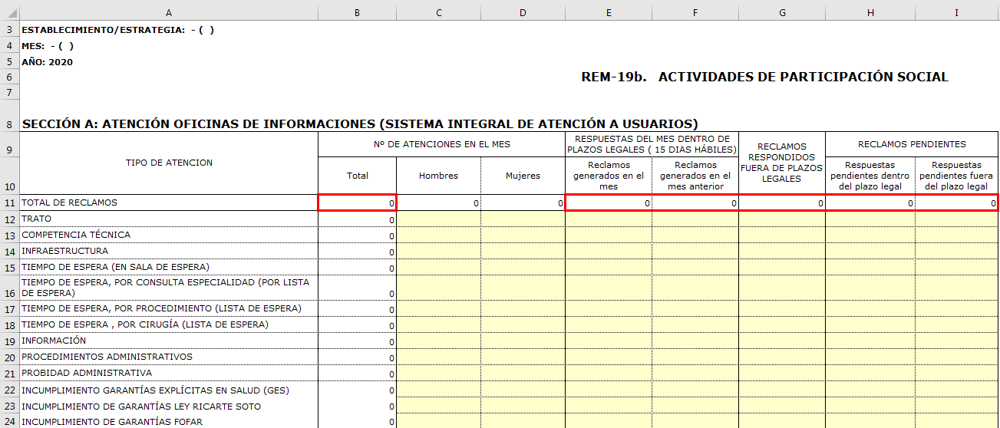 A B C D E F G H I
3 ESTABLECIMIENTO/ESTRATEGIA: - ( )
4 MES: - ( )
5 AÑO: 2020
6 REM-19b. ACTIVIDADES DE PARTICIPACIÓN SOCIAL
7
8 SECCIÓN A: ATENCIÓN OFICINAS DE INFORMACIONES (SISTEMA INTEGRAL DE ATENCIÓN A USUARIOS)
9
10
TIPO DE ATENCION
Nº DE ATENCIONES EN EL MES
Total
Hombres
Mujeres
RESPUESTAS DEL MES DENTRO DE
PLAZOS LEGALES ( 15 DIAS HÁBILES)
Reclamos
generados en el
mes
Reclamos
generados en el
mes anterior
RECLAMOS
RESPONDIDOS
FUERA DE PLAZOS
LEGALES
RECLAMOS PENDIENTES
Respuestas
pendientes dentro
del plazo legal
Respuestas
pendientes fuera
del plazo legal
11 TOTAL DE RECLAMOS 0 0 0 0 0 0 0 0
12 TRATO 0
13 COMPETENCIA TÉCNICA 0
14 INFRAESTRUCTURA 0
15 TIEMPO DE ESPERA (EN SALA DE ESPERA) 0
TIEMPO DE ESPERA, POR CONSULTA ESPECIALIDAD (POR LISTA
16 DE ESPERA) 0
17 TIEMPO DE ESPERA, POR PROCEDIMIENTO (LISTA DE ESPERA) 0
18 TIEMPO DE ESPERA , POR CIRUGÍA (LISTA DE ESPERA) 0
19 INFORMACIÓN 0
20 PROCEDIMIENTOS ADMINISTRATIVOS 0
21 PROBIDAD ADMINISTRATIVA 0
22 INCUMPLIMIENTO GARANTÍAS EXPLÍCITAS EN SALUD (GES) 0
23 INCUMPLIMIENTO DE GARANTÍAS LEY RICARTE SOTO 0
24 INCUMPLIMIENTO DE GARANTÍAS FOFAR 0